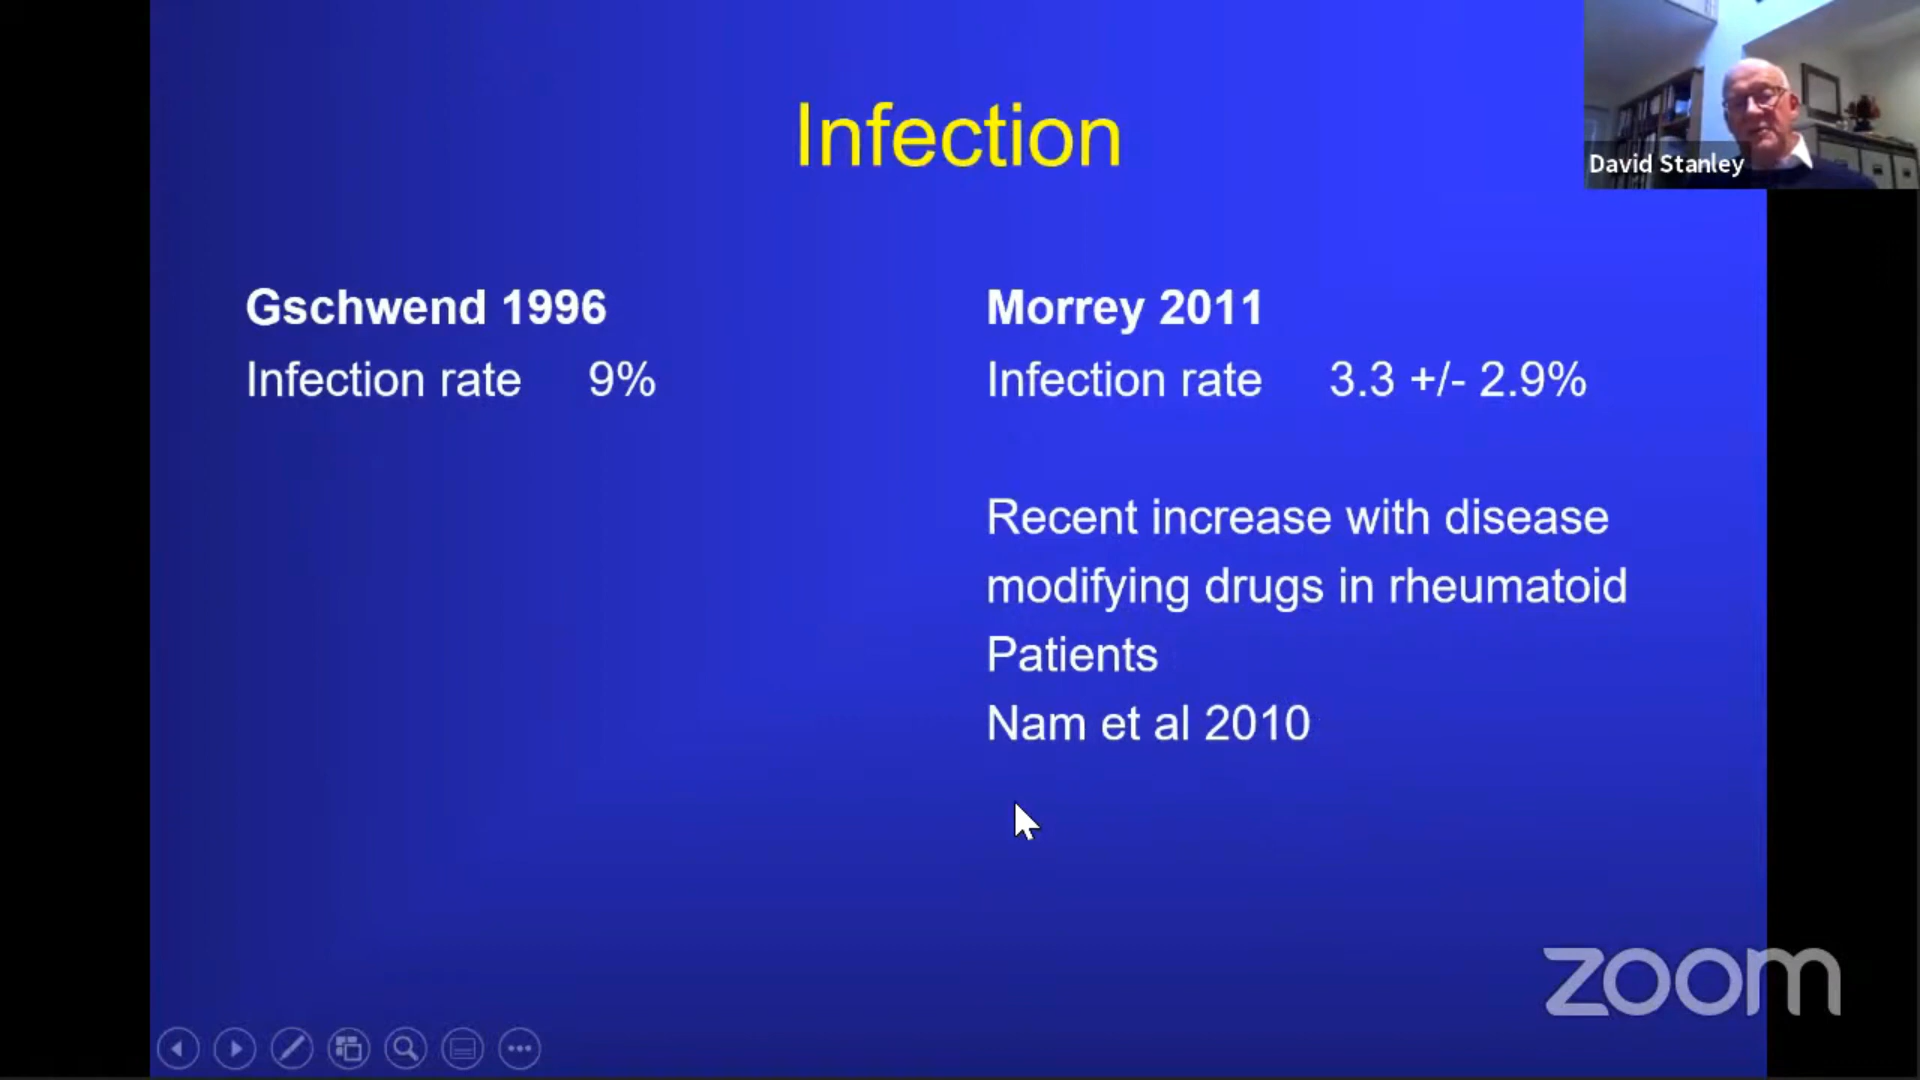 Infection
David Stanley
Gschwend 1996
Infection rate 9%
Morrey 2011
Infection rate 3.3 +/- 2.9%
Recent increase with disease
modifying drugs in rheumatoid
Patients
Nam et al 2010
zoom